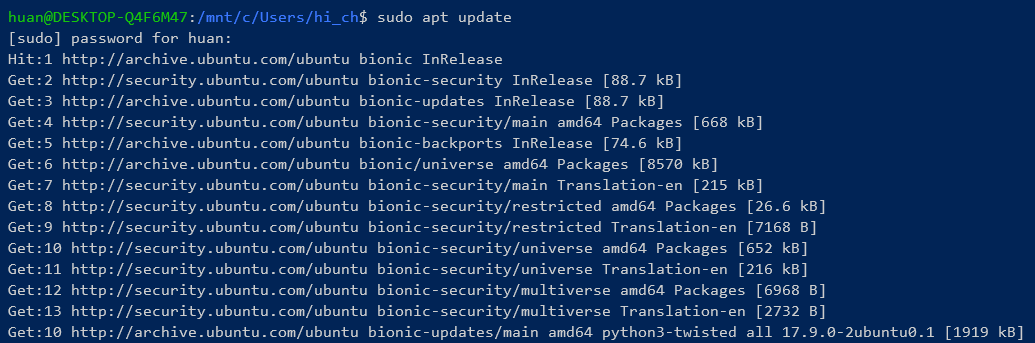 huan@DESKTOP-Q4F6M47:/mnt/c/Users/hi_ch$ sudo apt update
[sudo] password for huan:
Hit:1 http://archive.ubuntu.com/ubuntu bionic InRelease
Get:2 http://security.ubuntu.com/ubuntu bionic-security InRelease [88.7 kB]
Get:3 http://archive.ubuntu.com/ubuntu bionic-updates InRelease [88.7 kB]
Get:4 http://security.ubuntu.com/ubuntu bionic-security/main amd64 Packages [668 kB]
Get:5 http://archive.ubuntu.com/ubuntu bionic-backports InRelease [74.6 kB]
Get:6 http://archive.ubuntu.com/ubuntu bionic/universe amd64 Packages [8570 kB]
Get:7 http://security.ubuntu.com/ubuntu bionic-security/main Translation-en [215 kB]
Get:8 http://security.ubuntu.com/ubuntu bionic-security/restricted amd64 Packages [26.6 kB]
Get:9 http://security.ubuntu.com/ubuntu bionic-security/restricted Translation-en [7168 B]
Get:10 http://security.ubuntu.com/ubuntu bionic-security/universe amd64 Packages [652 kB]
Get:11 http://security.ubuntu.com/ubuntu bionic-security/universe Translation-en [216 kB]
Get:12 http://security.ubuntu.com/ubuntu bionic-security/multiverse amd64 Packages [6968 B]
Get:13 http://security.ubuntu.com/ubuntu bionic-security/multiverse Translation-en [2732 B]
Get:10 http://archive.ubuntu.com/ubuntu bionic-updates/main amd64 python3-twisted all 17.9.0-2ubuntu0.1 [1919 kB]